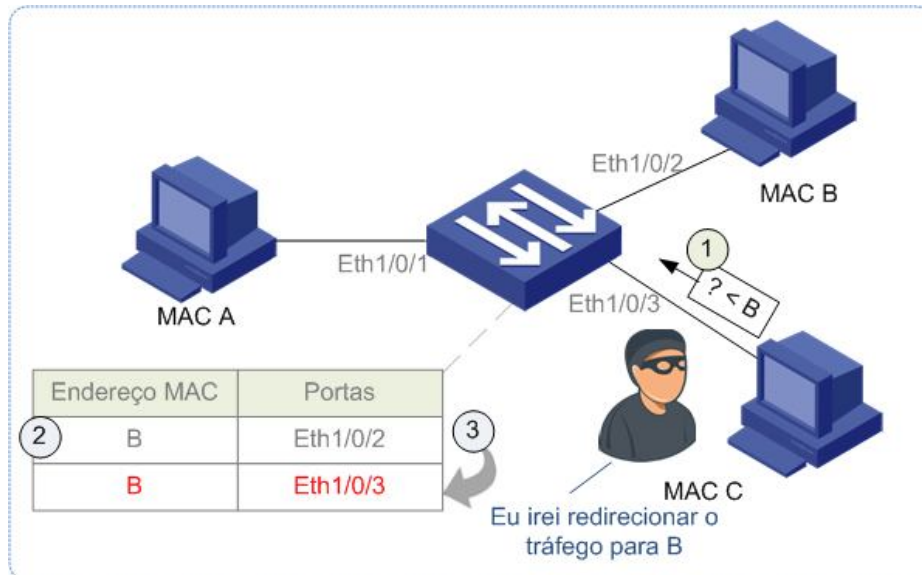 MAC B
Eth1/0/2
1
? < B
Eth1/0/1
Eth1/0/3
MAC A
Endereço MAC
Portas
2
B
Eth1/0/2
3
B
Eth1/0/3
MAC C
Eu irei redirecionar o
tráfego para B